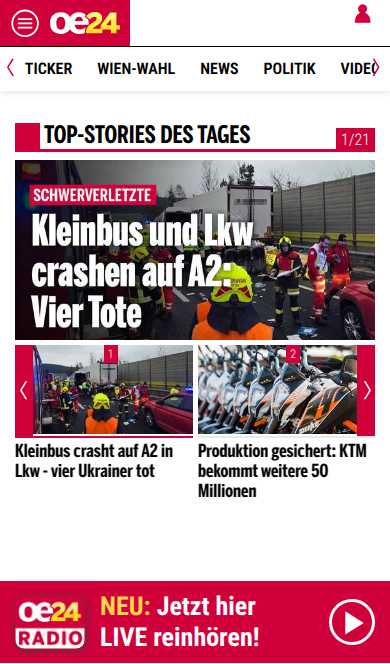 oe24
TICKER WIEN-WAHL NEWS POLITIK VIDEO
TOP-STORIES DES TAGES
1/21
SCHWERVERLETZTE
Kleinbus und Lkw
crashen auf A2:
Vier Tote
1
2
Kleinbus crasht auf A2 in
Lkw - vier Ukrainer tot
Produktion gesichert: KTM
bekommt weitere 50
Millionen
oe24
RADIO
NEU: Jetzt hier
LIVE reinhören!